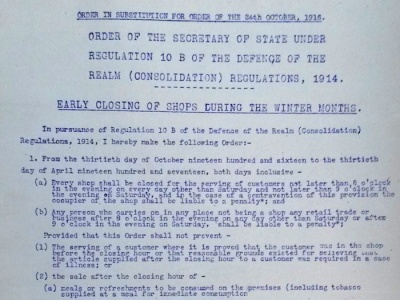 ORDER IN SUBSTITUTION FOR ORDER OF THE 24th OCTOBER, 1916.
ORDER OF THE SECRETARY OF STATE UNDER
REGULATION 10 B OF THE DEFENCE OF THE
REALM (CONSOLIDATION) REGULATIONS, 1914.
EARLY CLOSING OF SHOPS DURING THE WINTER MONTHS.
In pursuance of Regulation 10 B of the Defence of the Realm (Consolidation)
Regulations, 1914, I hereby make the following Order:-
1. From the thirtieth day of October nineteen hundred and sixteen to the thirtieth
day of April nineteen hundred and seventeen, both days inclusive -
(a) Every shop shall be closed for the serving of customers not later than 8 o'clock
in the evening on every day other than Saturday and not later than 9 o'clock in
the evening on Saturday, and in the case of a contravention of this provision the
occupier of the shop shall be liable to a penalty; and
(b) Any person who carries on in any place not being a shop any retail trade or
business after 8 o'clock in the evening on any day other than Saturday or after
9 o'clock in the evening on Saturday, shall be liable to a penalty;
Provided that this Order shall not prevent -
(1) The serving of a customer where it is proved that the customer was in the shop
before the closing hour or that reasonable grounds existed for believing that
the article supplied after the closing hour to a customer was required in a case
of illness; or
(2) the sale after the closing hour of -
(a) meals or refreshments to be consumed on the premises (including tobacco
supplied at a meal for immediate consumption